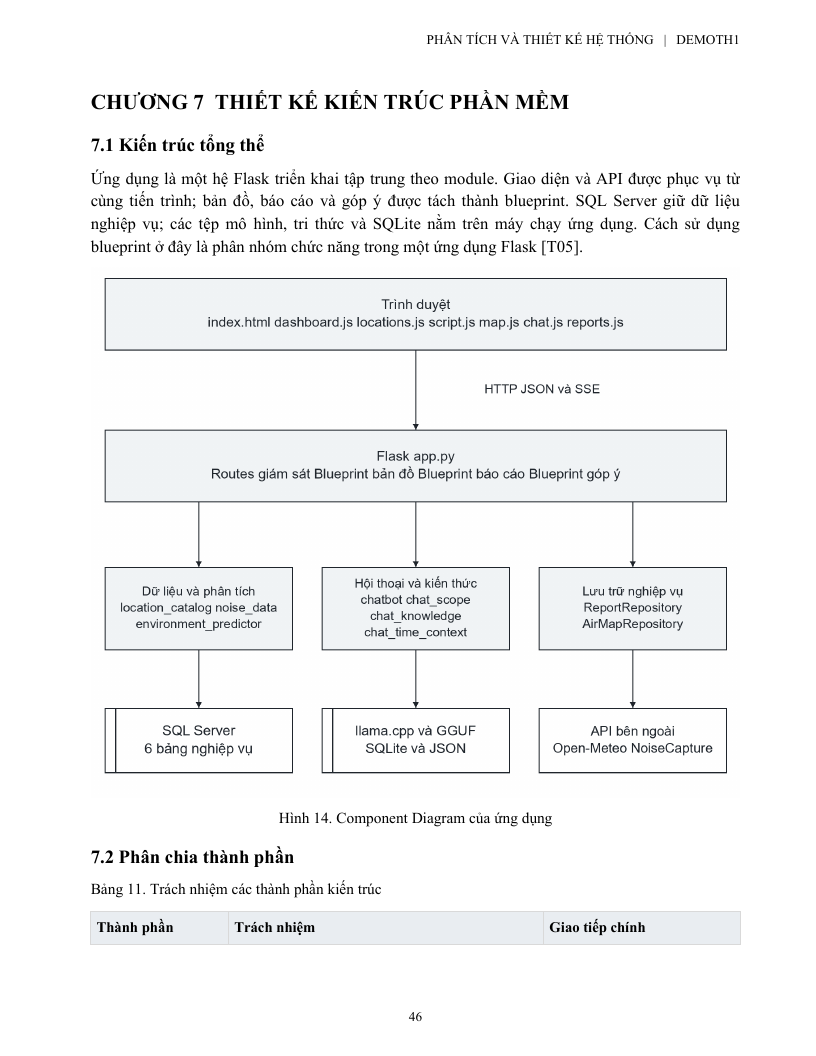 PHÂN TÍCH VÀ THIẾT KẾ HỆ THỐNG | DEMOTH1
CHƯƠNG 7 THIẾT KẾ KIẾN TRÚC PHẦN MỀM
7.1 Kiến trúc tổng thể
Ứng dụng là một hệ Flask triển khai tập trung theo module. Giao diện và API được phục vụ từ
cùng tiến trình; bản đồ, báo cáo và góp ý được tách thành blueprint. SQL Server giữ dữ liệu
nghiệp vụ; các tệp mô hình, tri thức và SQLite nằm trên máy chạy ứng dụng. Cách sử dụng
blueprint ở đây là phân nhóm chức năng trong một ứng dụng Flask [T05].
Trình duyệt
index.html dashboard.js locations.js script.js map.js chat.js reports.js
HTTP JSON và SSE
Flask app.py
Routes giám sát Blueprint bản đồ Blueprint báo cáo Blueprint góp ý
Dữ liệu và phân tích
location_catalog noise_data
environment_predictor
Hội thoại và kiến thức
chatbot chat_scope
chat_knowledge
chat_time_context
Lưu trữ nghiệp vụ
ReportRepository
AirMapRepository
SQL Server
6 bảng nghiệp vụ
llama.cpp và GGUF
SQLite và JSON
API bên ngoài
Open-Meteo NoiseCapture
Hình 14. Component Diagram của ứng dụng
7.2 Phân chia thành phần
Bảng 11. Trách nhiệm các thành phần kiến trúc
Thành phần Trách nhiệm Giao tiếp chính
46